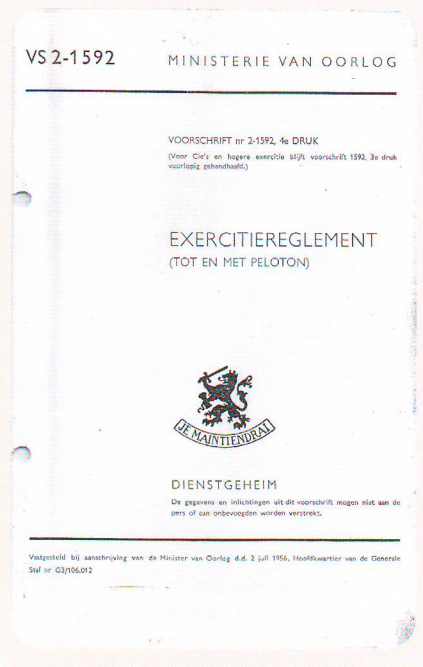 VS 2-1592 MINISTERIE VAN OORLOG
VOORSCHRIFT nr 2-1592, 4e DRUK
(Voor Cie's en hogere exercitie blijft voorschrift 1592, 3e druk
voorlopig gehandhaafd.)
EXERCITIEREGLEMENT
(TOT EN MET PELOTON)
JE MAINTIENDRAI
DIENSTGEHEIM
De gegevens en inlichtingen uit dit voorschrift mogen niet aan de
pers of aan onbevoegden worden verstrekt.
Vastgesteld bij aanschrijving van de Minister van Oorlog d.d. 2 juli 1956, Hoofdkwartier van de Generale
Staf nr G3/106.012